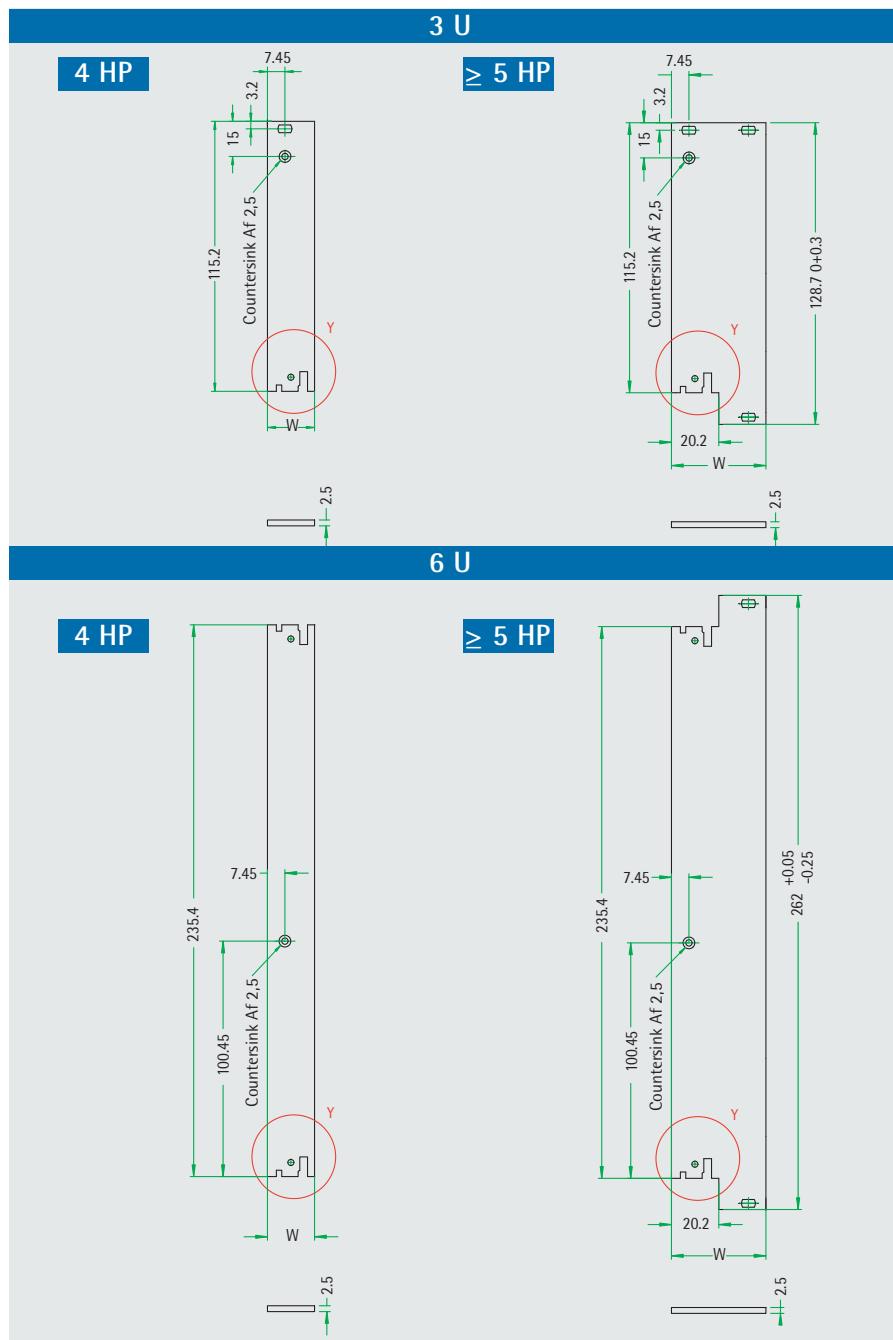 3 U
4 HP
7.45
3.2
15
115.2
Countersink Af 2,5
Y
W
2.5
≥ 5 HP
7.45
3.2
15
115.2
Countersink Af 2,5
128.7 0+0.3
Y
20.2
W
2.5
6 U
4 HP
235.4
7.45
100.45
Countersink Af 2,5
Y
W
2.5
≥ 5 HP
235.4
7.45
262 +0.05
-0.25
100.45
Countersink Af 2,5
Y
20.2
W
2.5